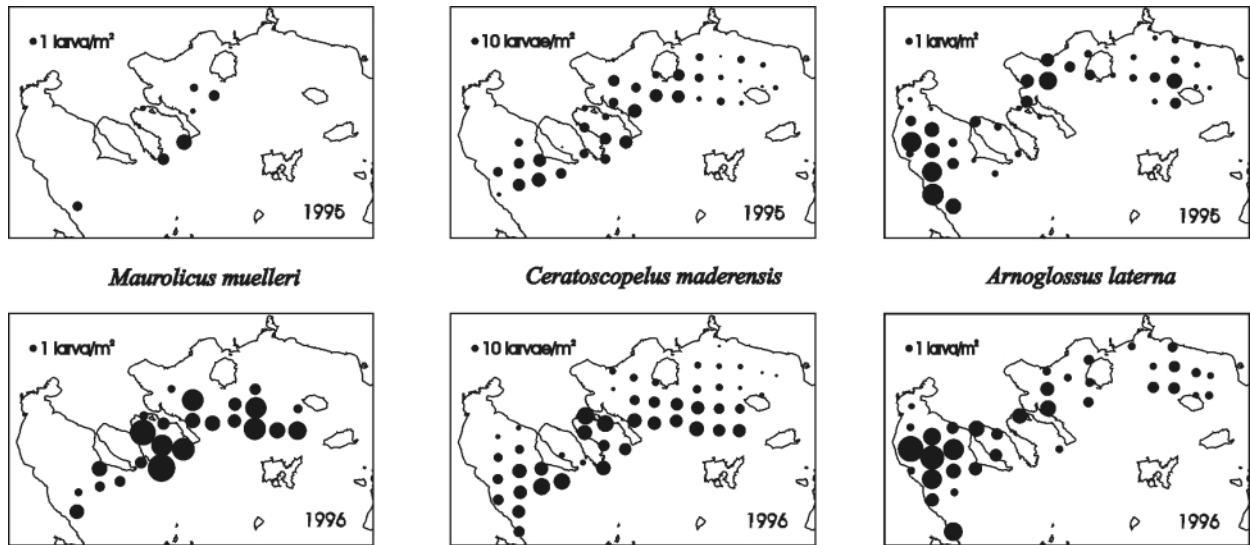 1 larva/m²
1995
10 larvae/m²
1995
1 larva/m²
1995
Maurolicus muelleri
Ceratoscopelus maderensis
Arnoglossus laterna
1 larva/m²
1996
10 larvae/m²
1996
1 larva/m²
1996